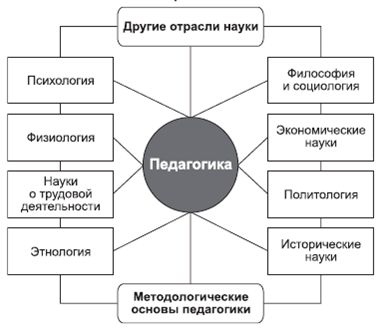 Другие отрасли науки
Психология
Философия
и социология
Физиология
Экономические
науки
Педагогика
Науки
о трудовой
деятельности
Политология
Этнология
Исторические
науки
Методологические
основы педагогики